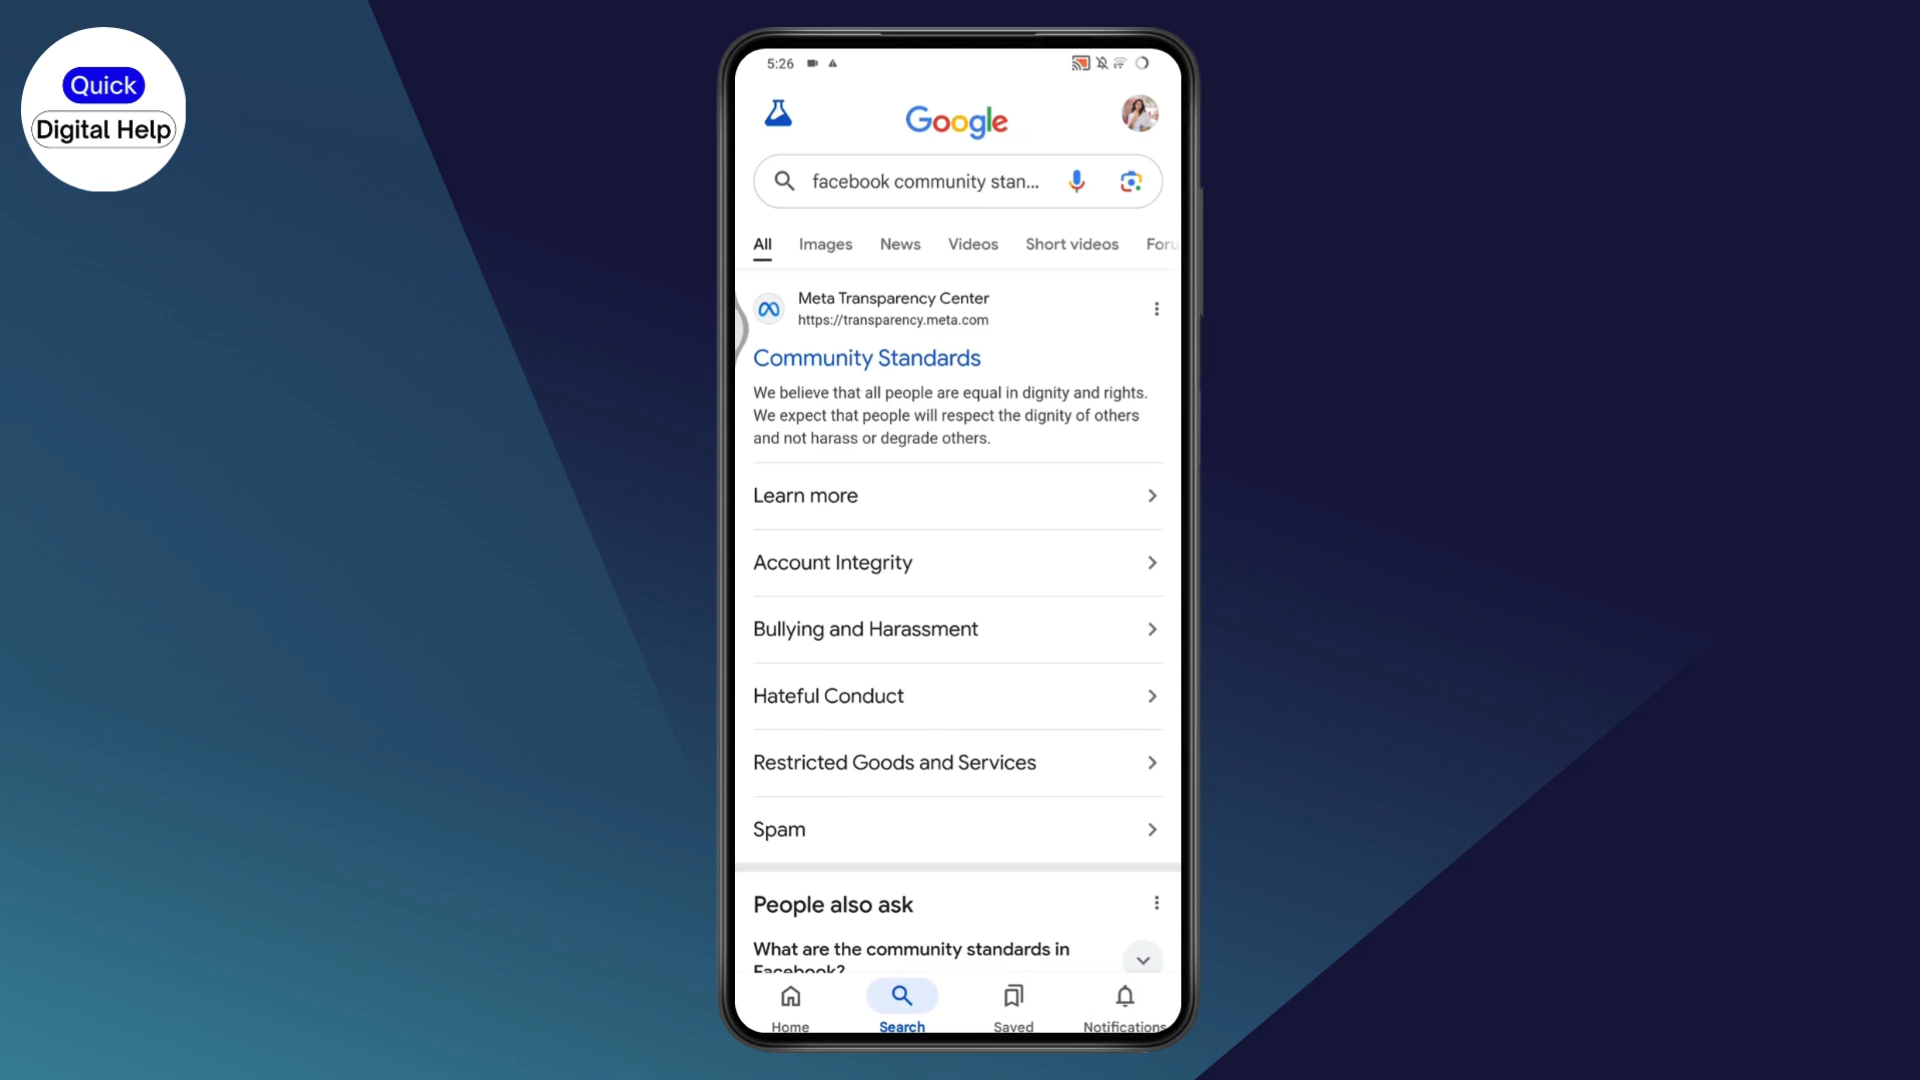 Quick
Digital Help
5:26
Google
facebook community stan...
All Images News Videos Short videos Foru
Meta Transparency Center
https://transparency.meta.com
Community Standards
We believe that all people are equal in dignity and rights.
We expect that people will respect the dignity of others
and not harass or degrade others.
Learn more
Account Integrity
Bullying and Harassment
Hateful Conduct
Restricted Goods and Services
Spam
People also ask
What are the community standards in
Facebook?
Home Search Saved Notifications